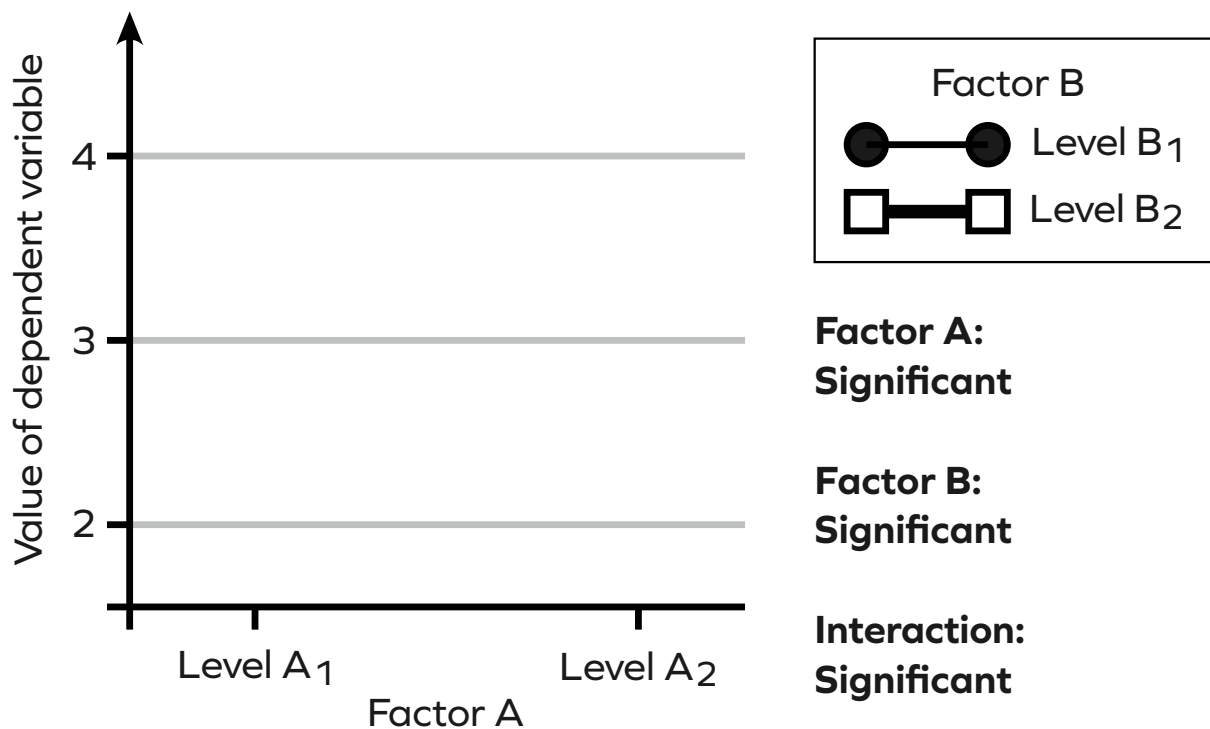 Value of dependent variable
4
3
2
Level A1
Level A2
Factor A
Factor B
Level B1
Level B2
Factor A:
Significant
Factor B:
Significant
Interaction:
Significant